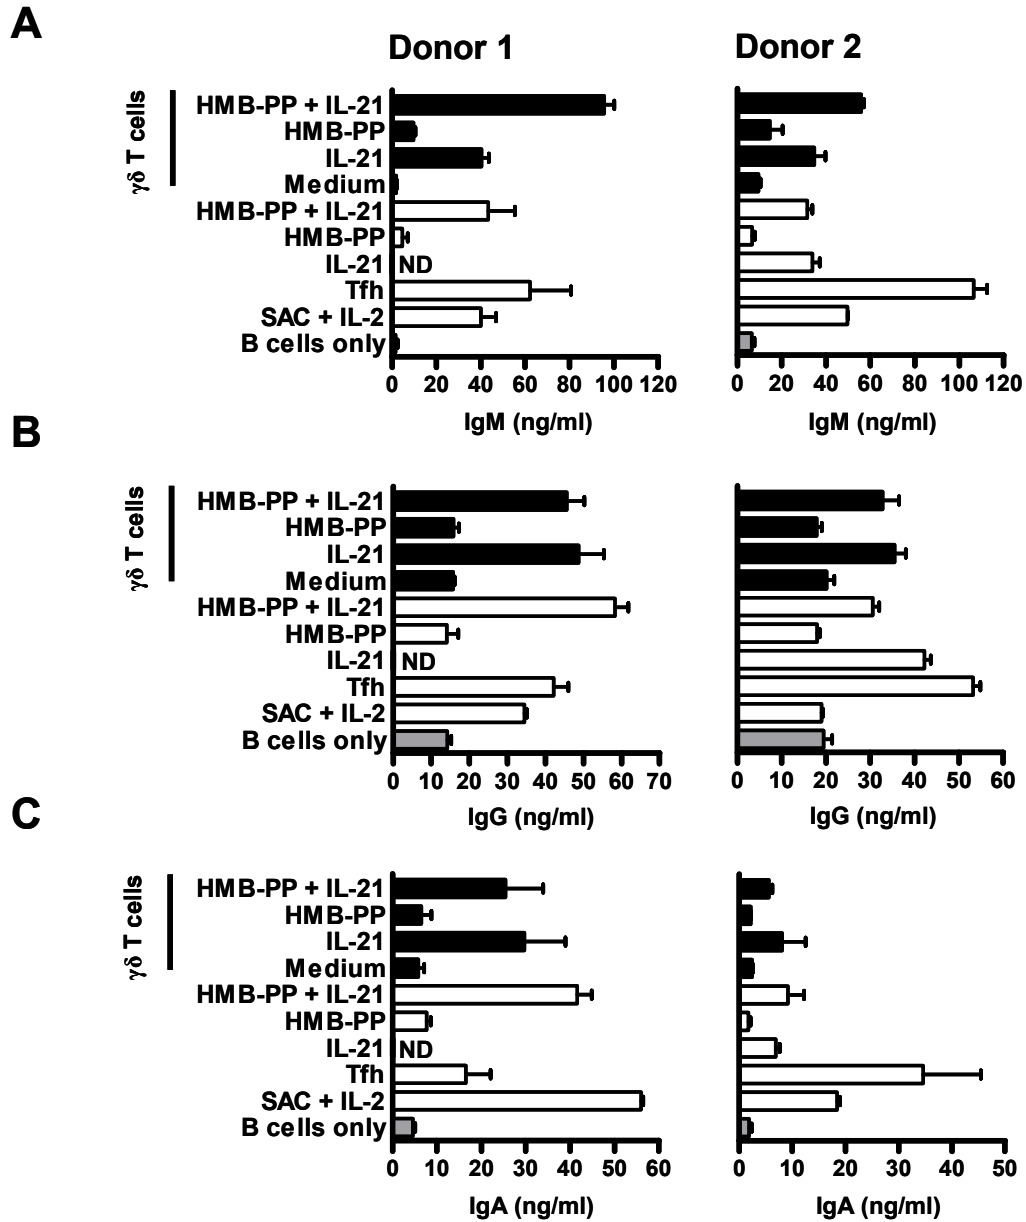 A
Donor 1
Donor 2
γδ T cells
HMB-PP + IL-21
HMB-PP
IL-21
Medium
HMB-PP + IL-21
HMB-PP
IL-21 ND
Tfh
SAC + IL-2
B cells only
0 20 40 60 80 100 120
0 20 40 60 80 100 120
IgM (ng/ml)
IgM (ng/ml)
B
γδ T cells
HMB-PP + IL-21
HMB-PP
IL-21
Medium
HMB-PP + IL-21
HMB-PP
IL-21 ND
Tfh
SAC + IL-2
B cells only
0 10 20 30 40 50 60 70
0 10 20 30 40 50 60
IgG (ng/ml)
IgG (ng/ml)
C
γδ T cells
HMB-PP + IL-21
HMB-PP
IL-21
Medium
HMB-PP + IL-21
HMB-PP
IL-21 ND
Tfh
SAC + IL-2
B cells only
0 10 20 30 40 50 60
0 10 20 30 40 50
IgA (ng/ml)
IgA (ng/ml)